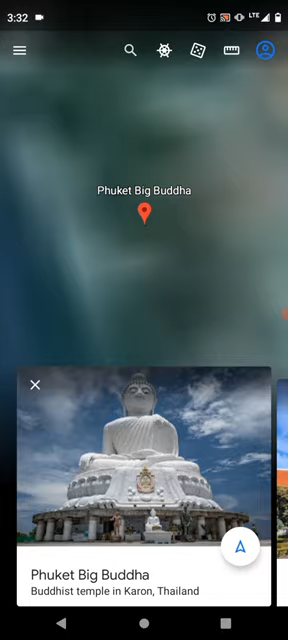 3:32
LTE
Phuket Big Buddha
Phuket Big Buddha
Buddhist temple in Karon, Thailand